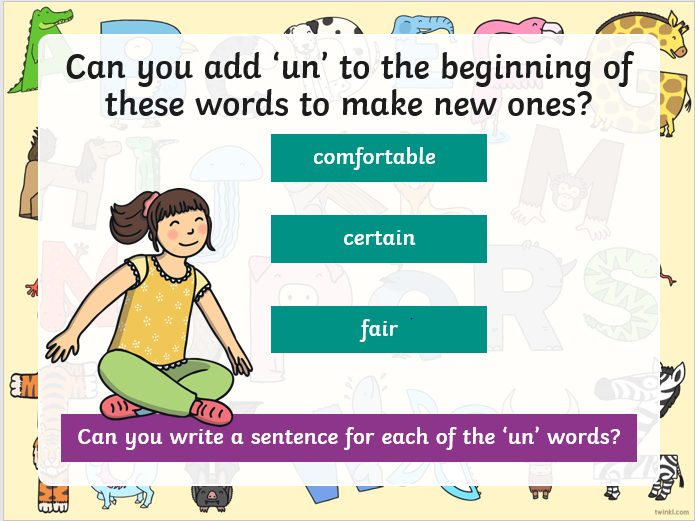 Can you add ‘un’ to the beginning of
these words to make new ones?
comfortable
certain
fair
Can you write a sentence for each of the ‘un’ words?
twinkl.com